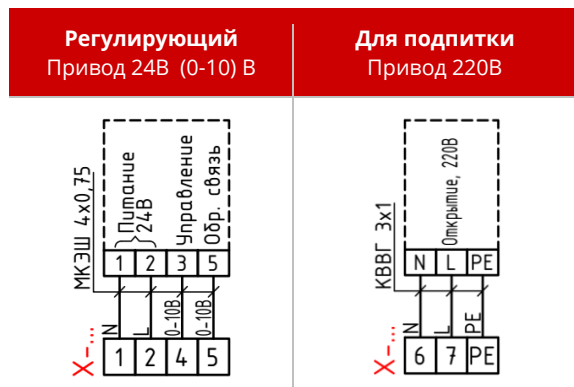 Регулирующий
Привод 24В (0-10) В
Для подпитки
Привод 220В
МКЭШ 4х0,75
Питание
24В
Управление
Обр. связь
1 2 3 5
N
L
0-10В
0-10В
X-...
1 2 4 5
КВВГ 3х1
Открытие, 220В
N L PE
N
L
PE
X-...
6 7 PE